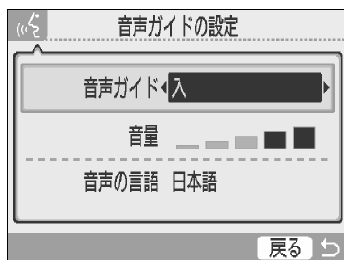 音声ガイドの設定
音声ガイド 入
音量
音声の言語 日本語
戻る